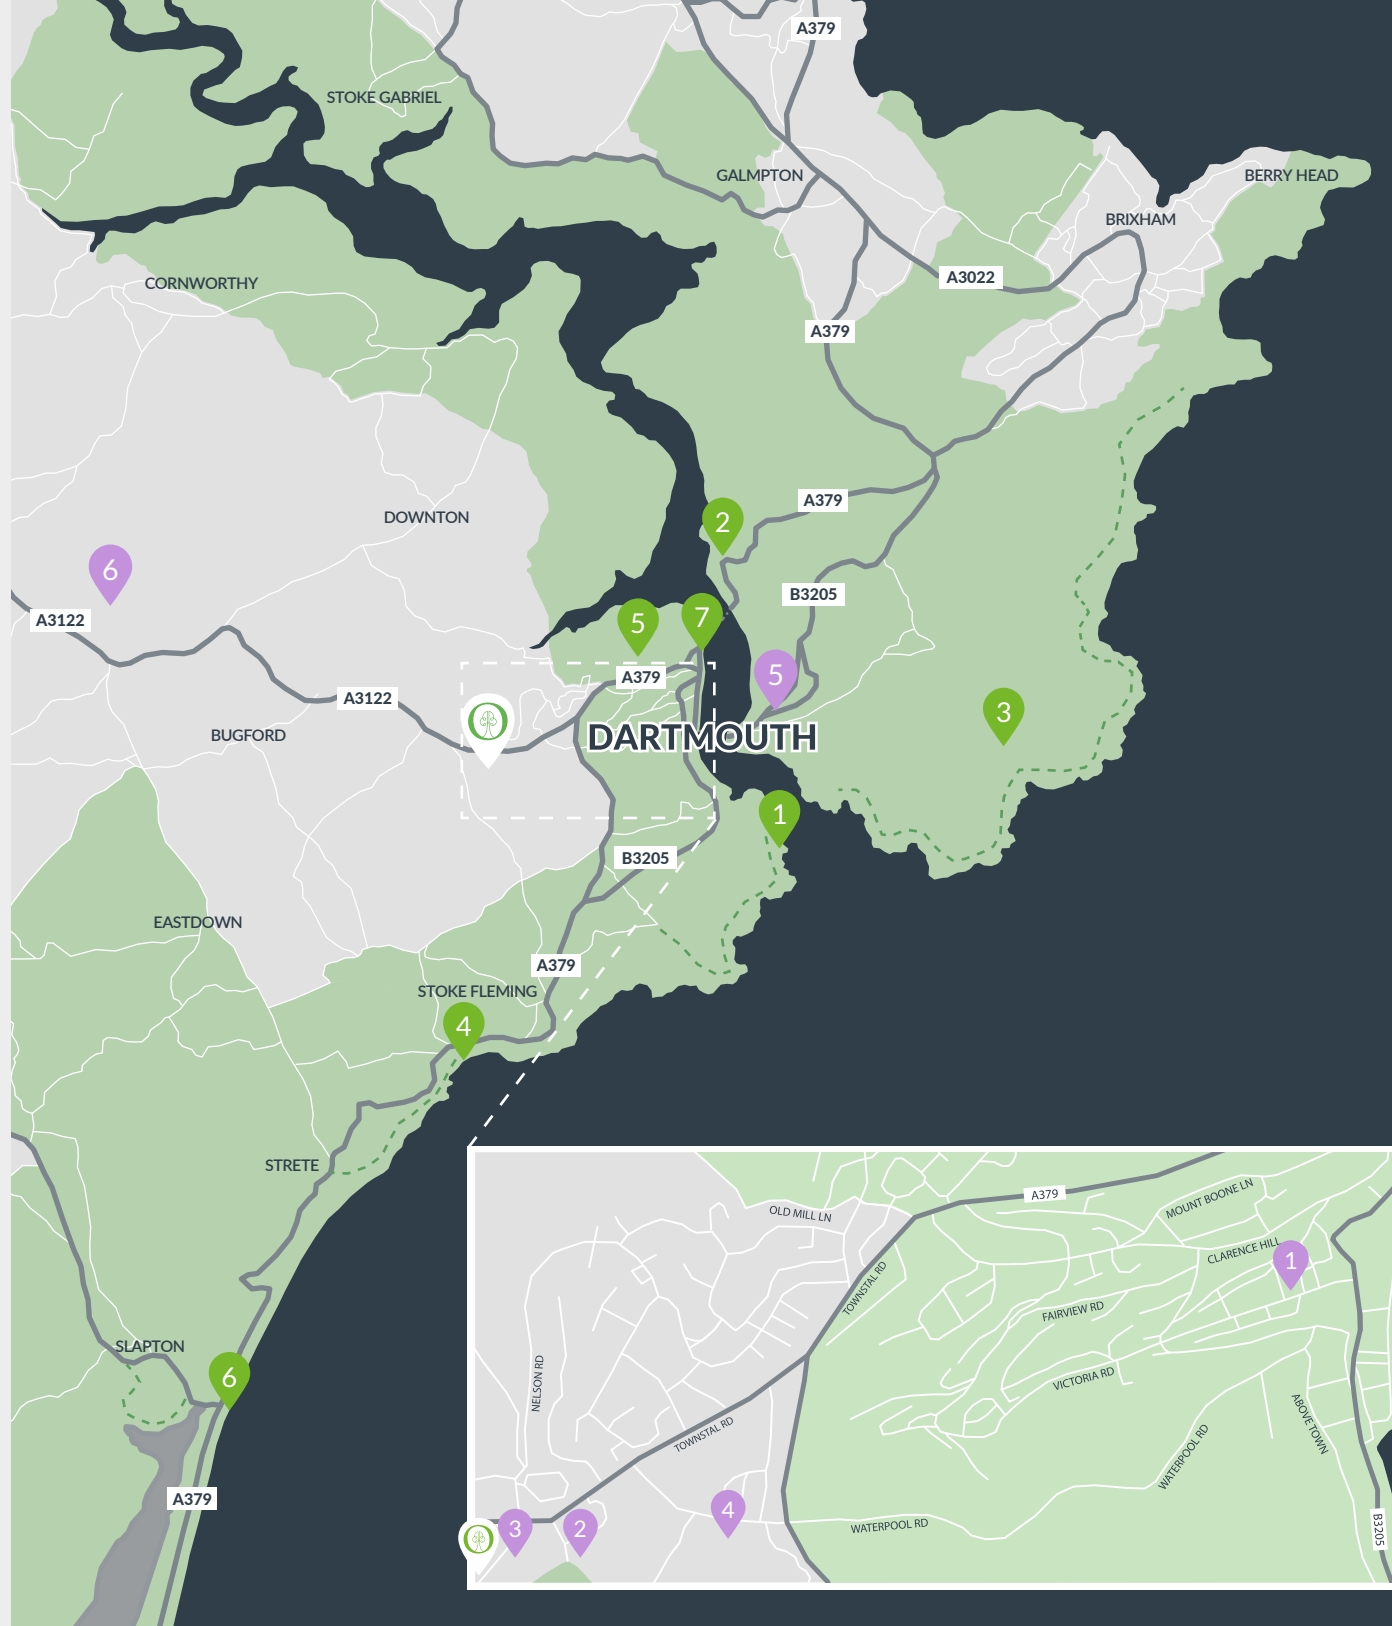 A379
STOKE GABRIEL
GALMPTON
BERRY HEAD
BRIXHAM
A3022
CORNWORTHY
A379
A379
DOWNTON
2
6
B3205
A3122
5
7
5
A379
A3122
3
BUGFORD
DARTMOUTH
1
B3205
EASTDOWN
A379
STOKE FLEMING
4
STRETE
SLAPTON
6
A379
A379
MOUNT BOONE LN
OLD MILL LN
CLARENCE HILL
1
TOWNSTAL RD
FAIRVIEW RD
NELSON RD
VICTORIA RD
ABOVE TOWN
TOWNSTAL RD
WATERPOOL RD
4
3
2
WATERPOOL RD
B3205